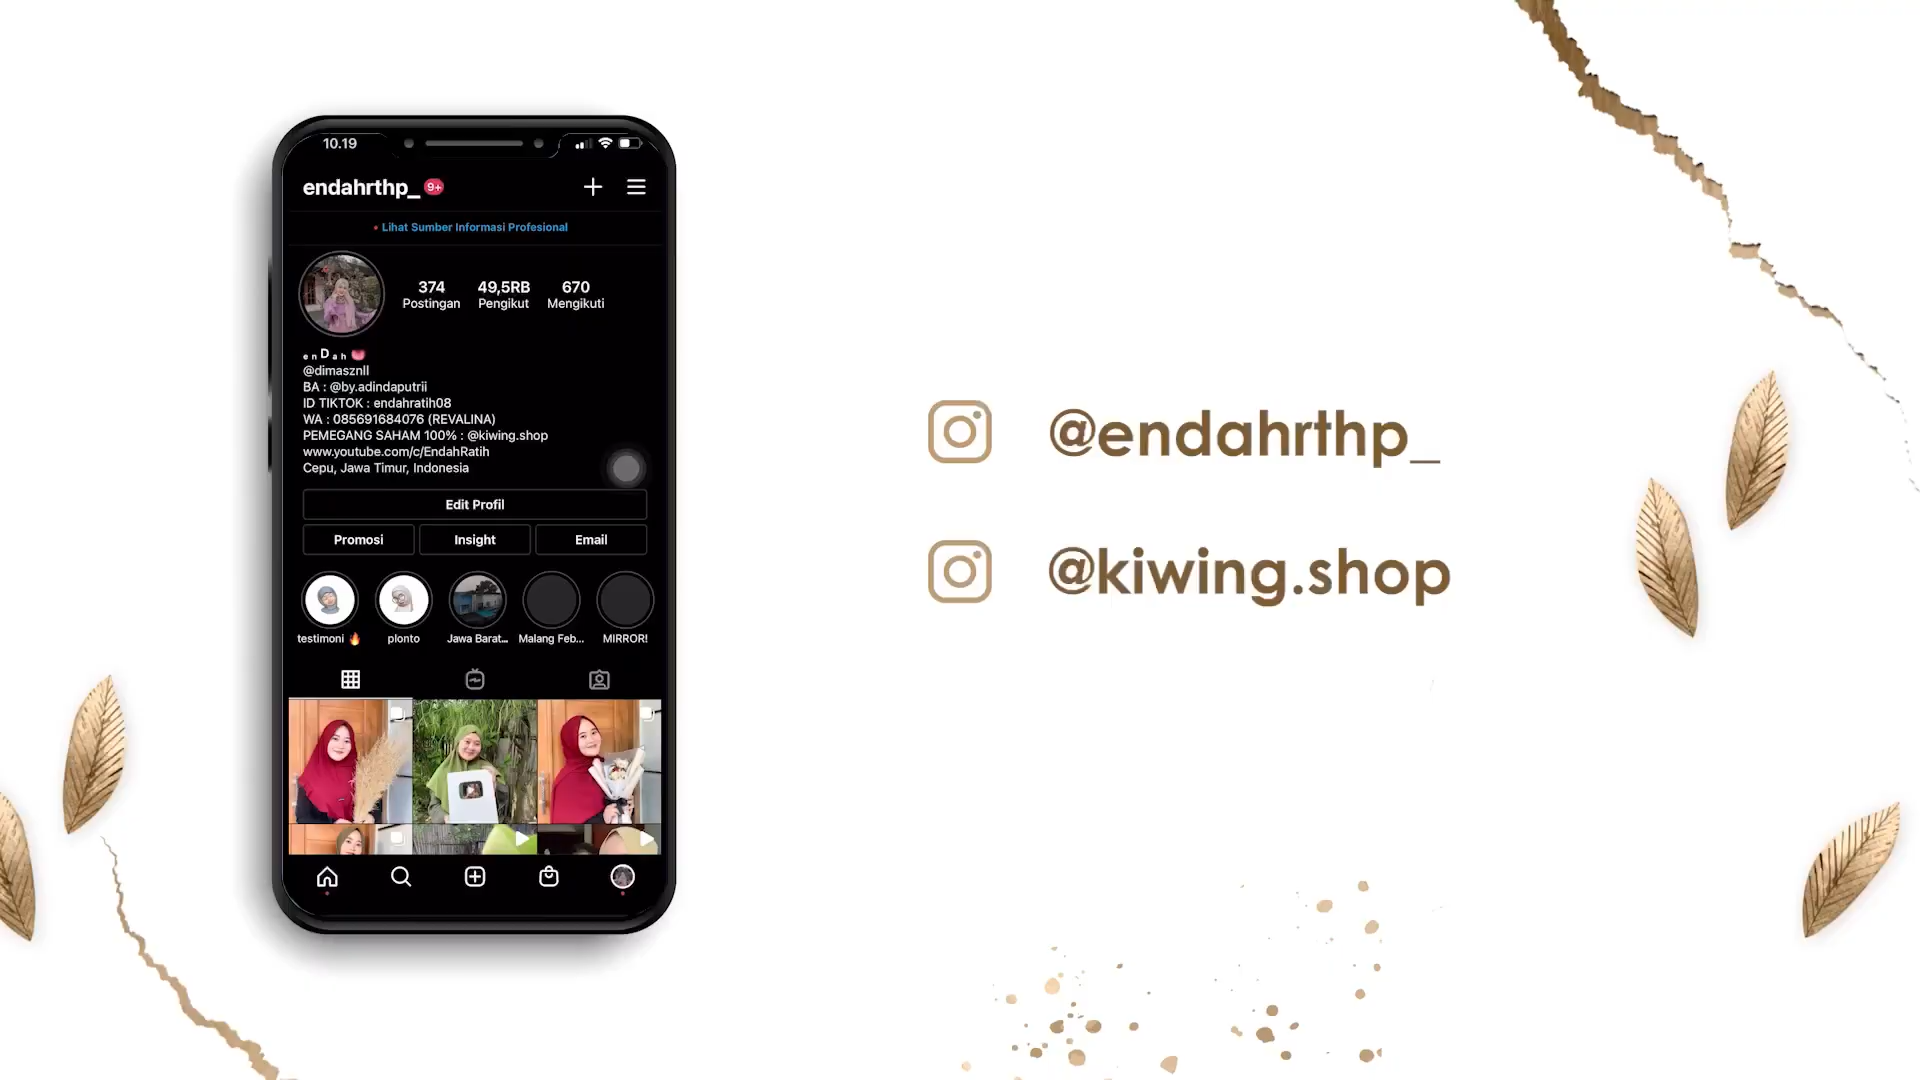 10.19
endahrthp_ 9+
Lihat Sumber Informasi Profesional
374 49,5RB 670
Postingan Pengikut Mengikuti
enDah 👅
@dimasznll
BA : @by.adindaputrii
ID TIKTOK : endahratih08
WA : 085691684076 (REVALINA)
PEMEGANG SAHAM 100% : @kiwing.shop
www.youtube.com/c/EndahRatih
Cepu, Jawa Timur, Indonesia
Edit Profil
Promosi Insight Email
testimoni 🔥 plonto Jawa Barat... Malang Feb... MIRROR!
@endahrthp_
@kiwing.shop